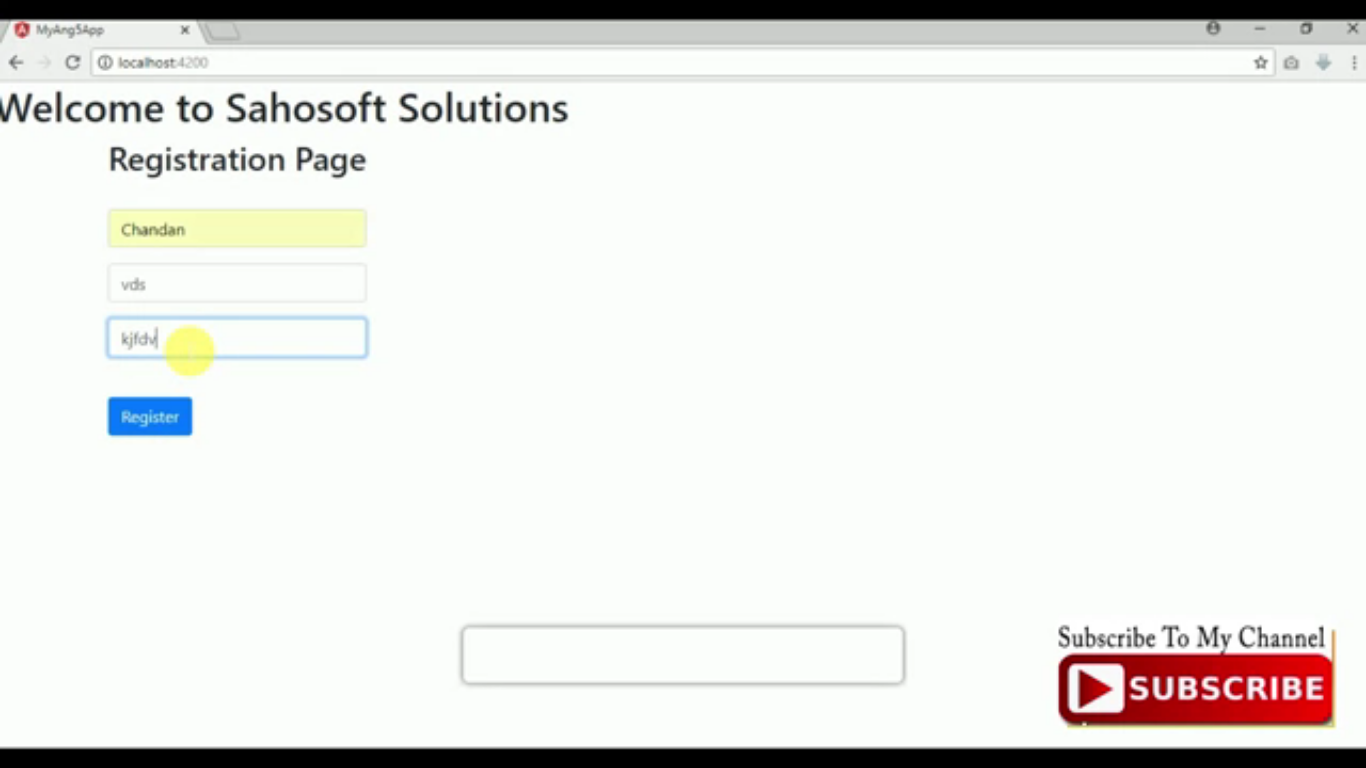 MyAng5App
localhost:4200
Welcome to Sahosoft Solutions
Registration Page
Chandan
vds
kjfdv
Register
Subscribe To My Channel
SUBSCRIBE